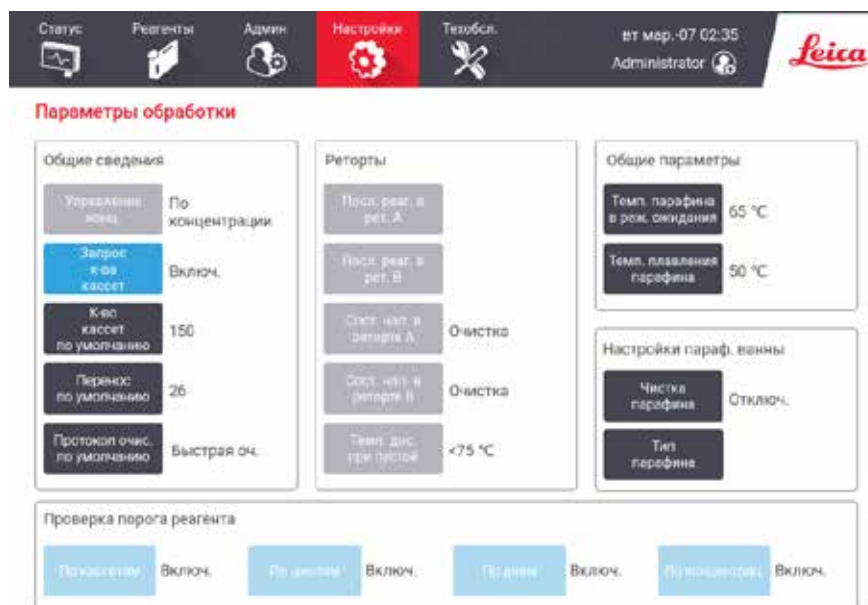 Статус
Реагенты
Админ
Настройки
Техобсл.
вт мар.-07 02:35
Administrator
Leica
Параметры обработки
Общие сведения
Управление
конц.
По
концентрации
Запрос
к-ва
кассет
Включ.
К-во
кассет
по умолчанию
150
Перенос
по умолчанию
26
Протокол очис.
по умолчанию
Быстрая оч.
Реторты
Посл. реаг. в
рет. A
Посл. реаг. в
рет. B
Сост. нач. в
реторте A
Очистка
Сост. нач. в
реторте B
Очистка
Темп. дис.
при пустой
<75 °C
Общие параметры
Темп. парафина
в реж. ожидания
65 °C
Темп. плавления
парафина
50 °C
Настройки параф. ванны
Чистка
парафина
Отключ.
Тип
парафина
Проверка порога реагента
По кассетам
Включ.
По циклам
Включ.
По дням
Включ.
По концентрац.
Включ.